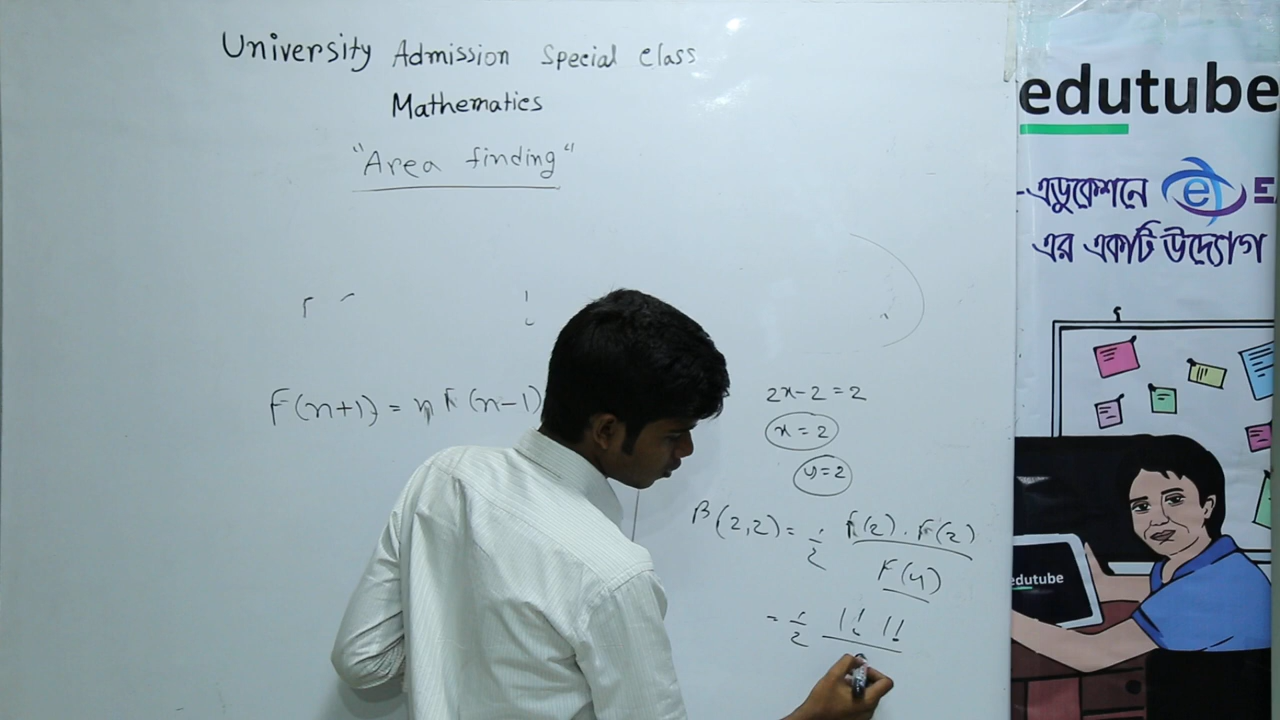 University Admission Special Class
Mathematics
"Area finding"
F(n+1) = n F(n-1)
2x-2=2
x=2
y=2
β(2,2) = 1/2 F(2).F(2)
F(4)
= 1/2 1! 1!
edutube
-এডুকেশনে e E
এর একটি উদ্যোগ
edutube